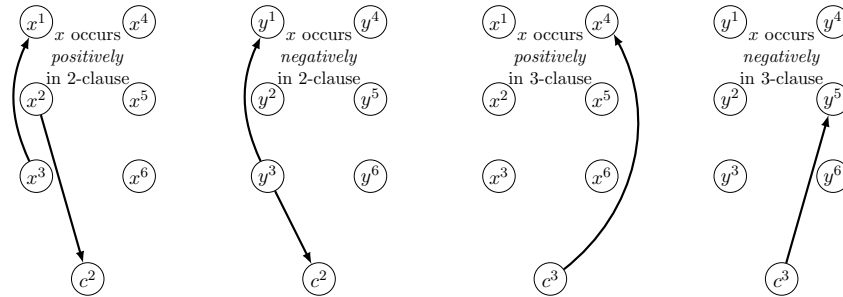 x¹ x⁴
x occurs
positively
in 2-clause
x² x⁵
x³ x⁶
c²
y¹ y⁴
x occurs
negatively
in 2-clause
y² y⁵
y³ y⁶
c²
x¹ x⁴
x occurs
positively
in 3-clause
x² x⁵
x³ x⁶
c³
y¹ y⁴
x occurs
negatively
in 3-clause
y² y⁵
y³ y⁶
c³